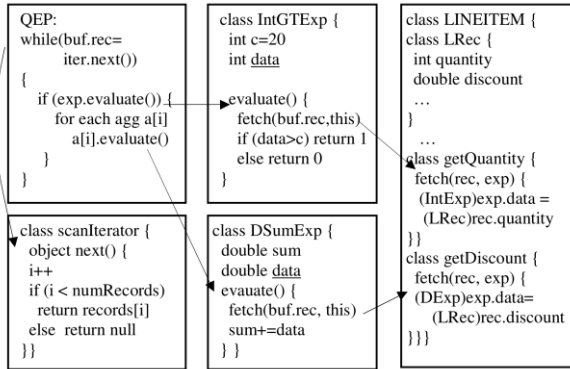 QEP:
while(buf.rec=
iter.next())
{
if (exp.evaluate()) {
for each agg a[i]
a[i].evaluate()
}
}
class IntGTExp {
int c=20
int data
evaluate() {
fetch(buf.rec,this)
if (data>c) return 1
else return 0
}
class LINEITEM {
class LRec {
int quantity
double discount
…
}
…
class getQuantity {
fetch(rec, exp) {
(IntExp)exp.data =
(LRec)rec.quantity
}}
class getDiscount {
fetch(rec, exp) {
(DExp)exp.data=
(LRec)rec.discount
}}}
class scanIterator {
object next() {
i++
if (i < numRecords)
return records[i]
else return null
}}
class DSumExp {
double sum
double data
evauate() {
fetch(buf.rec, this)
sum+=data
} }